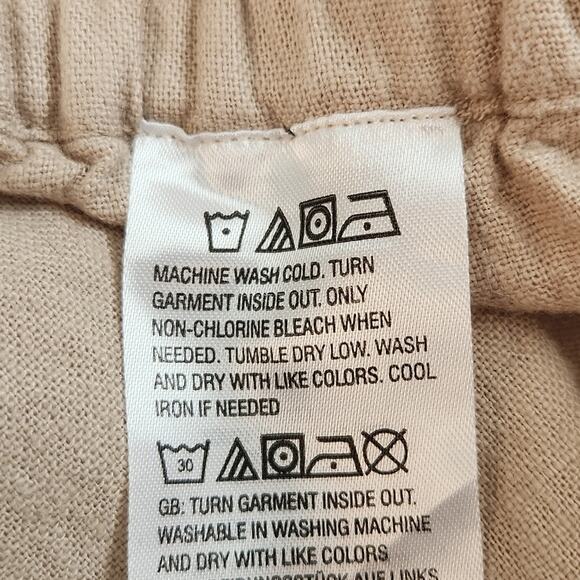 MACHINE WASH COLD. TURN
GARMENT INSIDE OUT. ONLY
NON-CHLORINE BLEACH WHEN
NEEDED. TUMBLE DRY LOW. WASH
AND DRY WITH LIKE COLORS. COOL
IRON IF NEEDED
30
GB: TURN GARMENT INSIDE OUT.
WASHABLE IN WASHING MACHINE
AND DRY WITH LIKE COLORS
AUF LINKS